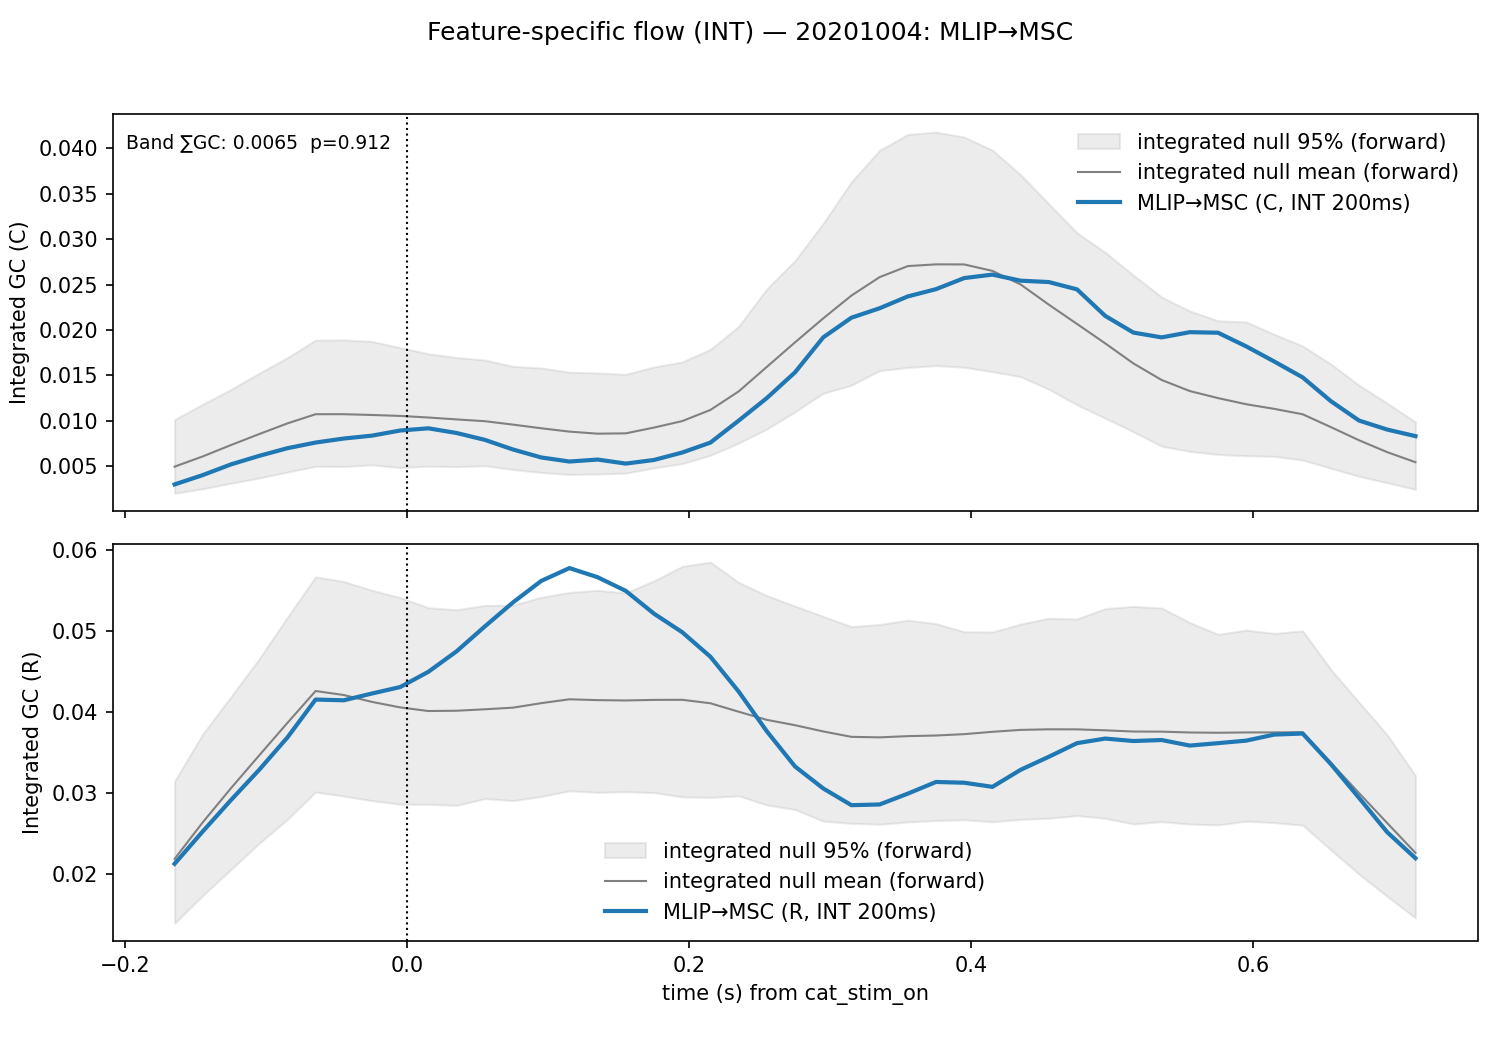 Feature-specific flow (INT) — 20201004: MLIP→MSC
Band ∑GC: 0.0065  p=0.912
integrated null 95% (forward)
integrated null mean (forward)
MLIP→MSC (C, INT 200ms)
Integrated GC (C)
0.040
0.035
0.030
0.025
0.020
0.015
0.010
0.005
Integrated GC (R)
0.06
0.05
0.04
0.03
0.02
integrated null 95% (forward)
integrated null mean (forward)
MLIP→MSC (R, INT 200ms)
−0.2 0.0 0.2 0.4 0.6
time (s) from cat_stim_on